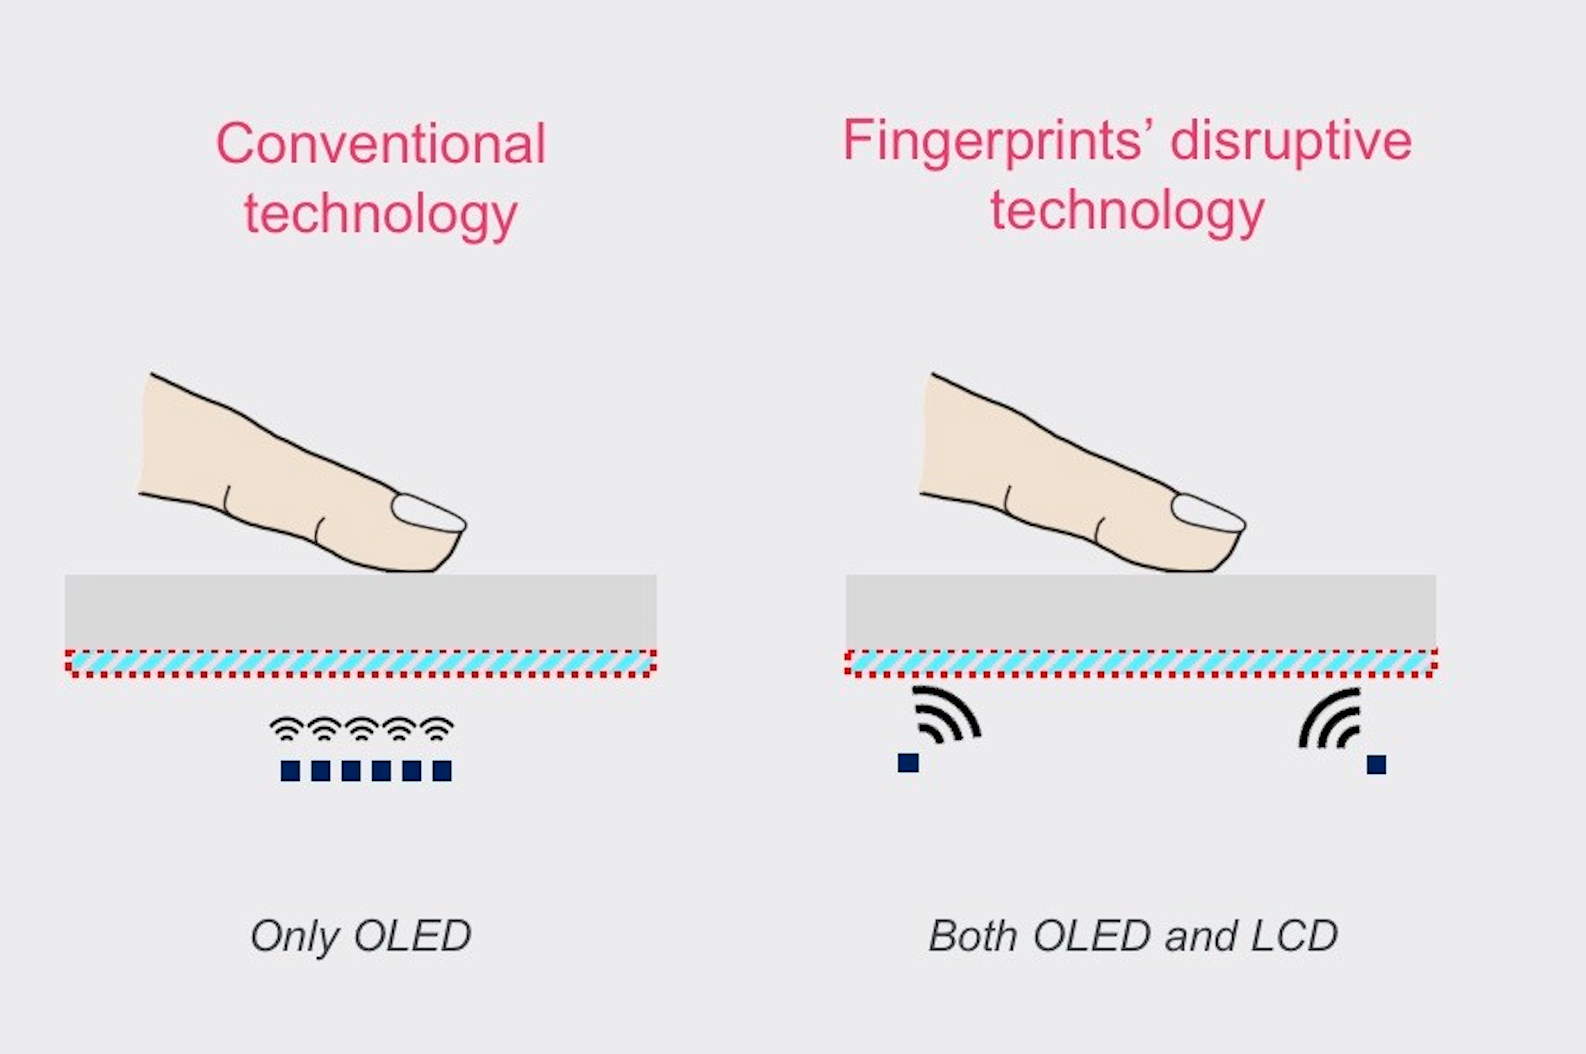 Conventional
technology
Fingerprints’ disruptive
technology
Only OLED
Both OLED and LCD